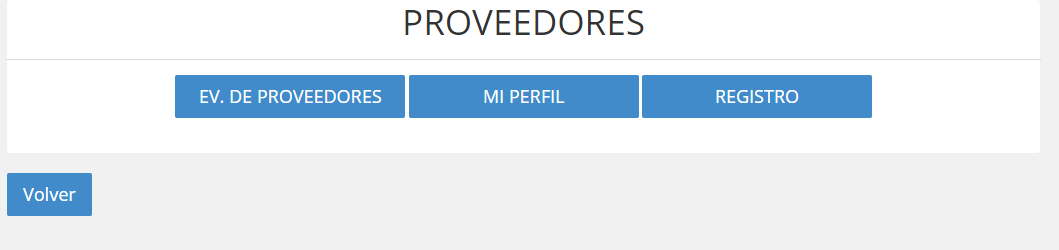 PROVEEDORES
EV. DE PROVEEDORES MI PERFIL REGISTRO
Volver